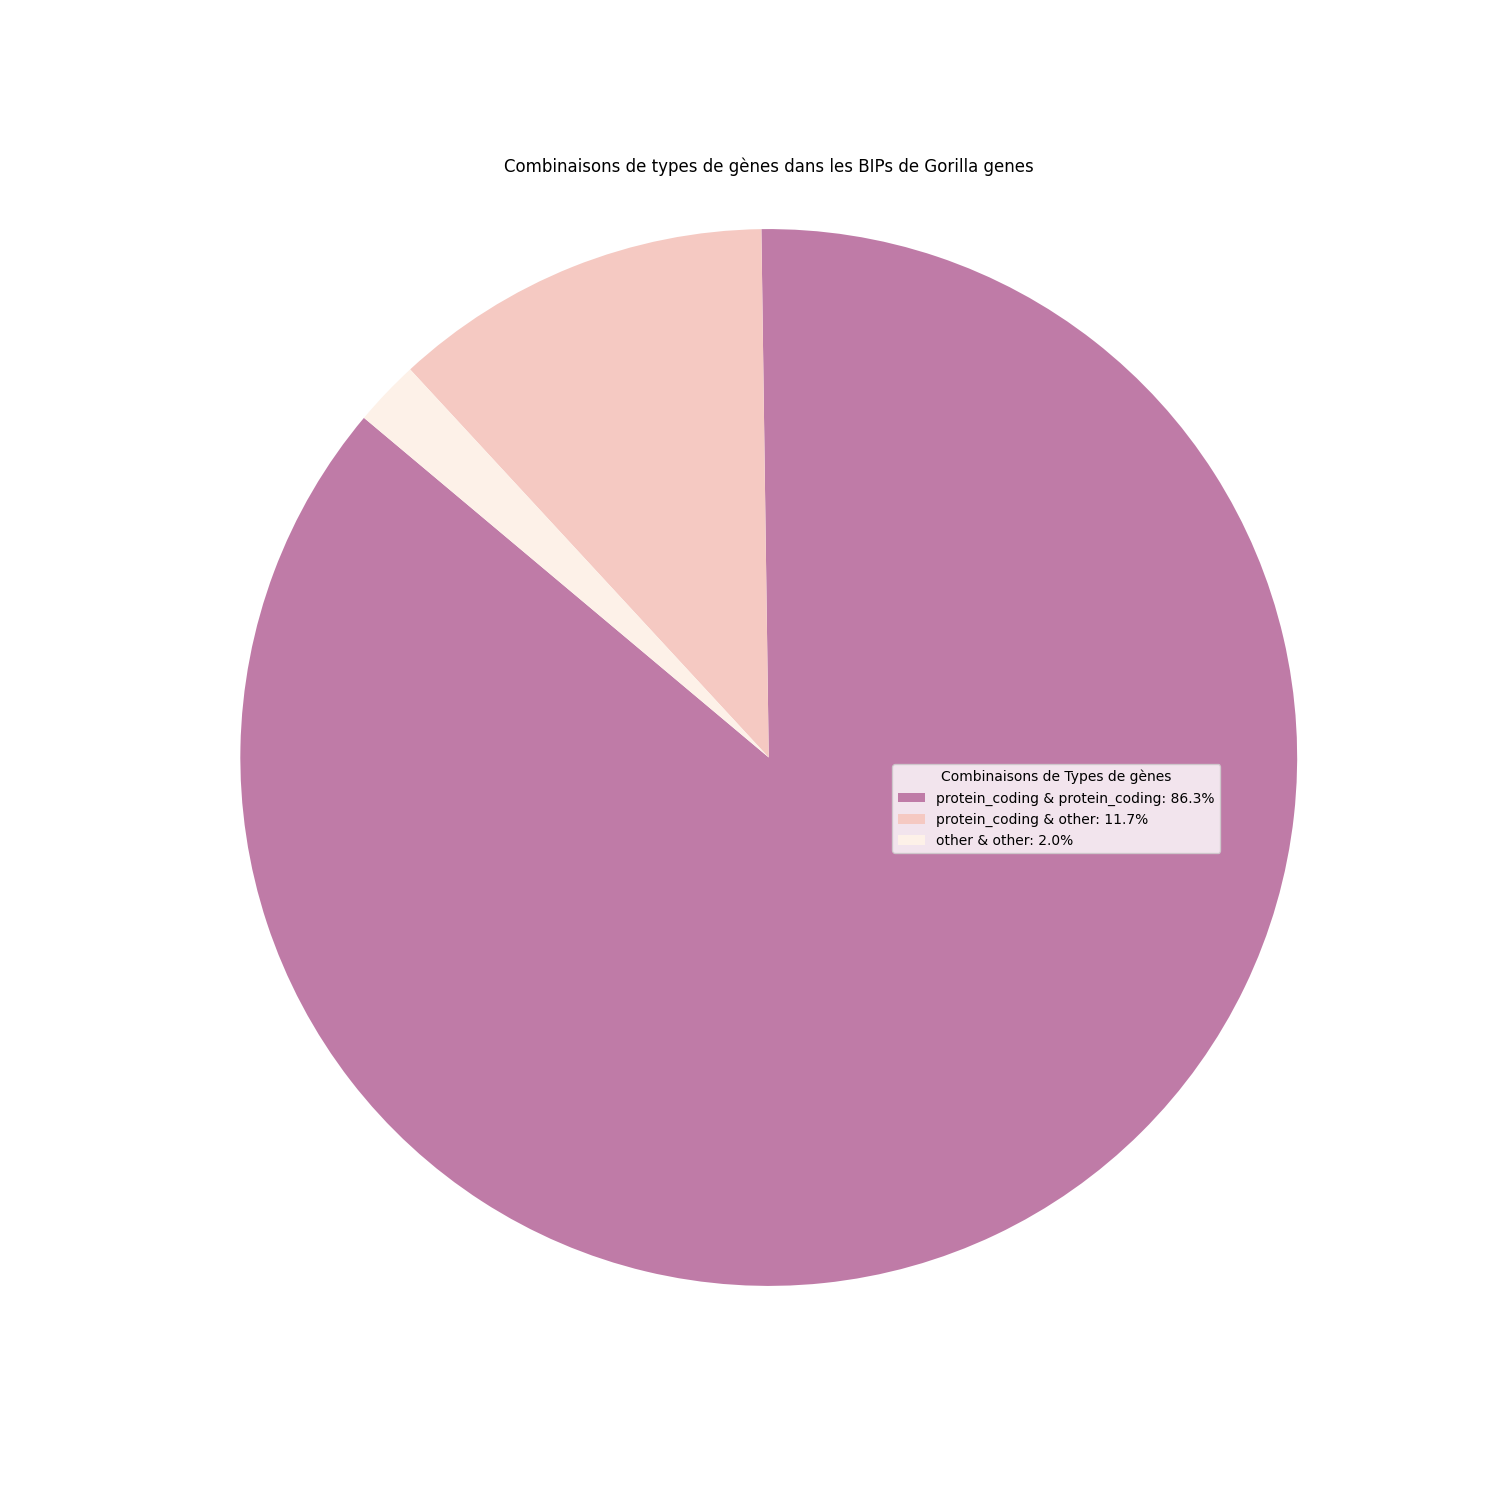 Combinaisons de types de gènes dans les BIPs de Gorilla genes
Combinaisons de Types de gènes
protein_coding & protein_coding: 86.3%
protein_coding & other: 11.7%
other & other: 2.0%